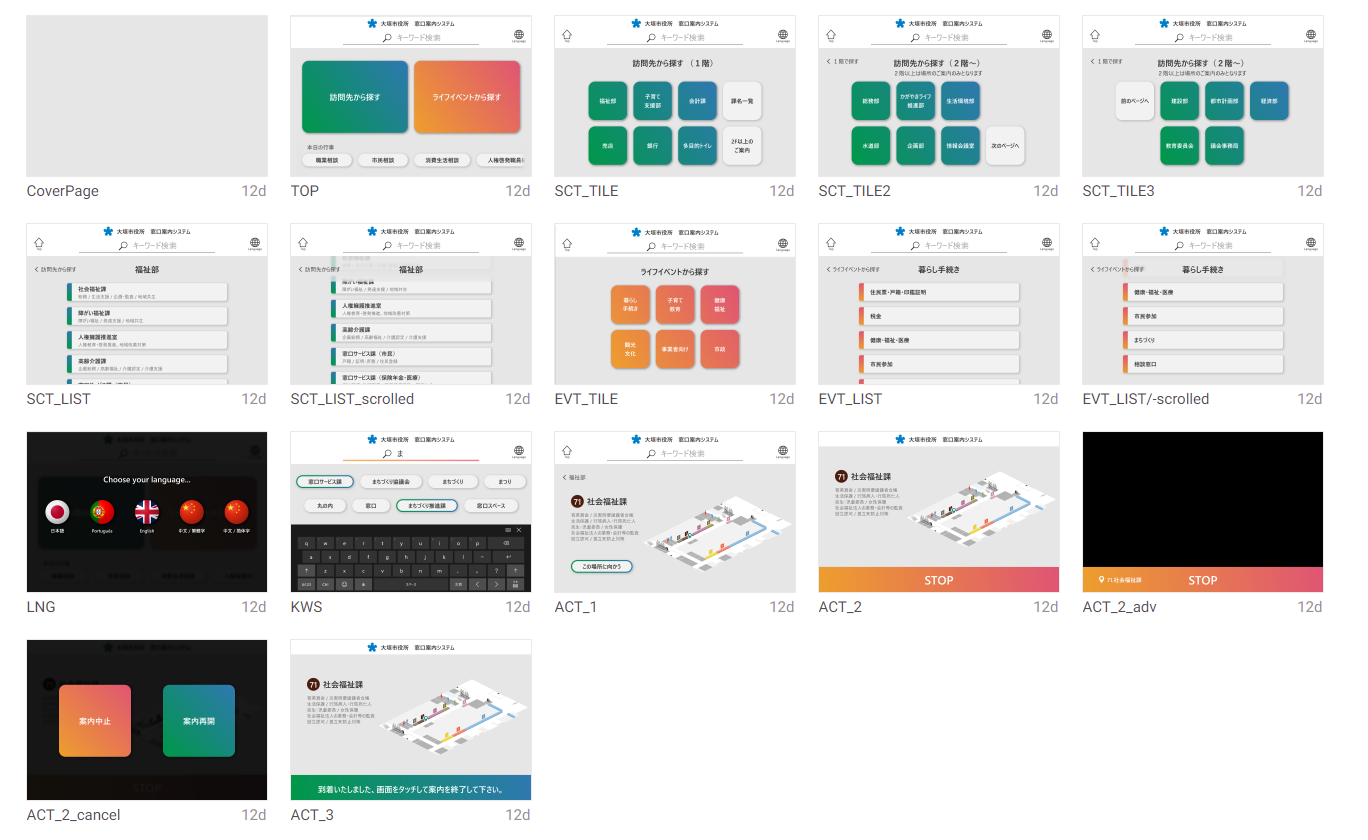 大垣市役所 窓口案内システム
キーワード検索
Language
訪問先から探す
ライフイベントから探す
本日の行事
職業相談
市民相談
消費生活相談
大垣市役所 窓口案内システム
キーワード検索
Language
訪問先から探す (1階)
福祉部
子育て
支援部
会計課
課名一覧
売店
銀行
多目的トイレ
2F以上の
ご案内
大垣市役所 窓口案内システム
キーワード検索
Language
< 1階で探す
訪問先から探す (2階~)
2階以上は場所のご案内のみとなります
総務部
かがやきライフ
推進部
生活環境部
水道部
企画部
情報会議室
次のページへ
大垣市役所 窓口案内システム
キーワード検索
Language
< 1階で探す
訪問先から探す (2階~)
2階以上は場所のご案内のみとなります
前のページへ
建設部
都市計画部
経済部
教育委員会
議会事務局
CoverPage 12d
TOP 12d
SCT_TILE 12d
SCT_TILE2 12d
SCT_TILE3 12d
大垣市役所 窓口案内システム
キーワード検索
Language
< 訪問先から探す
福祉部
社会福祉課
障がい福祉課
人権擁護推進室
高齢介護課
大垣市役所 窓口案内システム
キーワード検索
Language
< 訪問先から探す
福祉部
障がい福祉課
人権擁護推進室
高齢介護課
窓口サービス課 (市民)
窓口サービス課 (保険年金・医療)
大垣市役所 窓口案内システム
キーワード検索
Language
ライフイベントから探す
暮らし
手続き
子育て
教育
健康
福祉
観光
文化
事業者向け
市政
大垣市役所 窓口案内システム
キーワード検索
Language
< ライフイベントから探す
暮らし手続き
住民票・戸籍・印鑑証明
税金
健康・福祉・医療
市民参加
大垣市役所 窓口案内システム
キーワード検索
Language
< ライフイベントから探す
暮らし手続き
健康・福祉・医療
市民参加
まちづくり
相談窓口
SCT_LIST 12d
SCT_LIST_scrolled 12d
EVT_TILE 12d
EVT_LIST 12d
EVT_LIST/-scrolled 12d
Choose your language...
日本語
Português
English
中文 / 繁體字
中文 / 简体字
大垣市役所 窓口案内システム
ま
Language
窓口サービス課
まちづくり協議会
まちづくり
まつり
丸の内
窓口
まちづくり推進課
窓口スペース
q w e r t y u i o p
a s d f g h j k l
z x c v b n m
大垣市役所 窓口案内システム
キーワード検索
Language
< 福祉部
71 社会福祉課
この場所に向かう
大垣市役所 窓口案内システム
71 社会福祉課
STOP
71 社会福祉課
STOP
LNG 12d
KWS 12d
ACT_1 12d
ACT_2 12d
ACT_2_adv 12d
案内中止
案内再開
大垣市役所 窓口案内システム
71 社会福祉課
到着いたしました、画面をタッチして案内を終了して下さい。
ACT_2_cancel 12d
ACT_3 12d